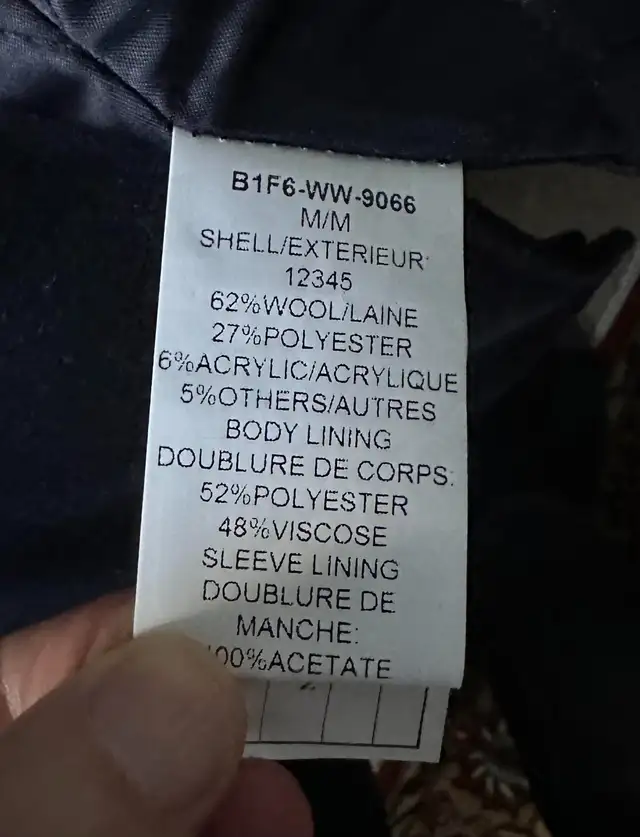 B1F6-WW-9066
M/M
SHELL/EXTERIEUR:
12345
62%WOOL/LAINE
27%POLYESTER
6%ACRYLIC/ACRYLIQUE
5%OTHERS/AUTRES
BODY LINING
DOUBLURE DE CORPS:
52%POLYESTER
48%VISCOSE
SLEEVE LINING
DOUBLURE DE
MANCHE:
100%ACETATE